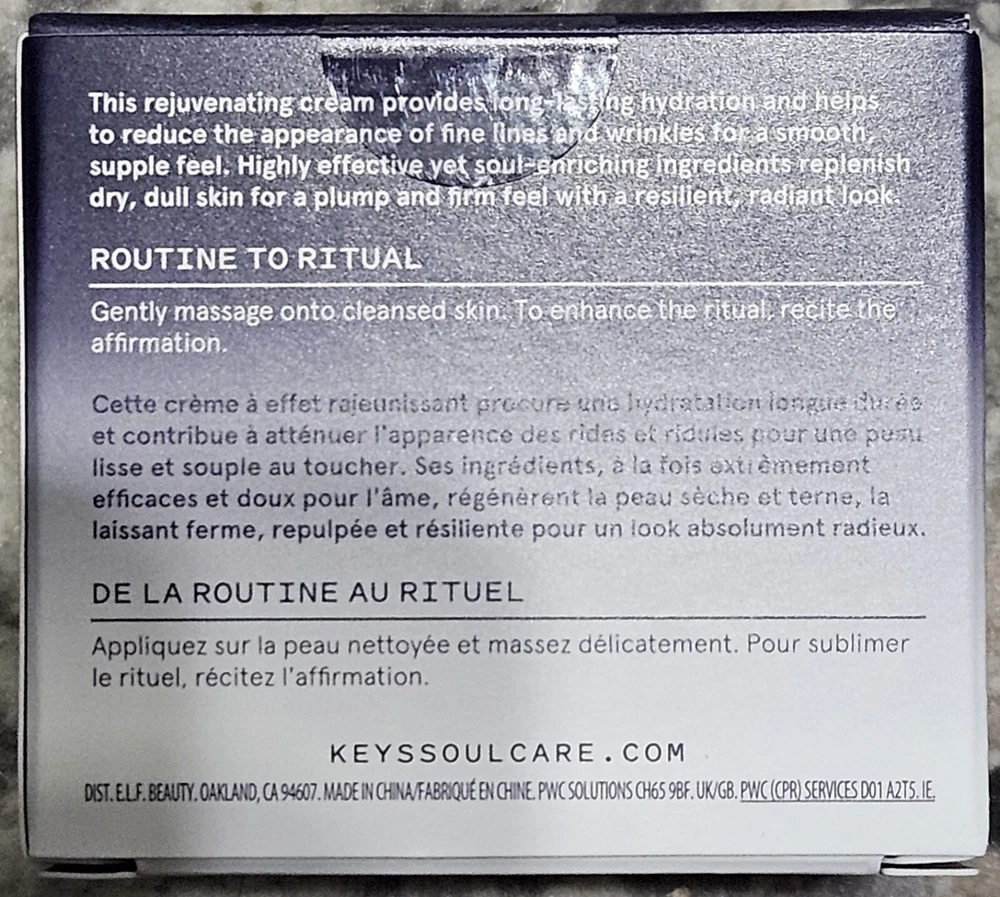 This rejuvenating cream provides long-lasting hydration and helps
to reduce the appearance of fine lines and wrinkles for a smooth,
supple feel. Highly effective yet soul-enriching ingredients replenish
dry, dull skin for a plump and firm feel with a resilient, radiant look.
ROUTINE TO RITUAL
Gently massage onto cleansed skin. To enhance the ritual, recite the
affirmation.
Cette crème à effet rajeunissant procure une hydratation longue durée
et contribue à atténuer l'apparence des rides et ridules pour une peau
lisse et souple au toucher. Ses ingrédients, à la fois extrêmement
efficaces et doux pour l'âme, régénèrent la peau sèche et terne, la
laissant ferme, repulpée et résiliente pour un look absolument radieux.
DE LA ROUTINE AU RITUEL
Appliquez sur la peau nettoyée et massez délicatement. Pour sublimer
le rituel, récitez l'affirmation.
KEYSSOULCARE.COM
DIST. E.L.F. BEAUTY. OAKLAND, CA 94607. MADE IN CHINA/FABRIQUÉ EN CHINE. PWC SOLUTIONS CH65 9BF. UK/GB. PWC (CPR) SERVICES D01 A2T5. IE.